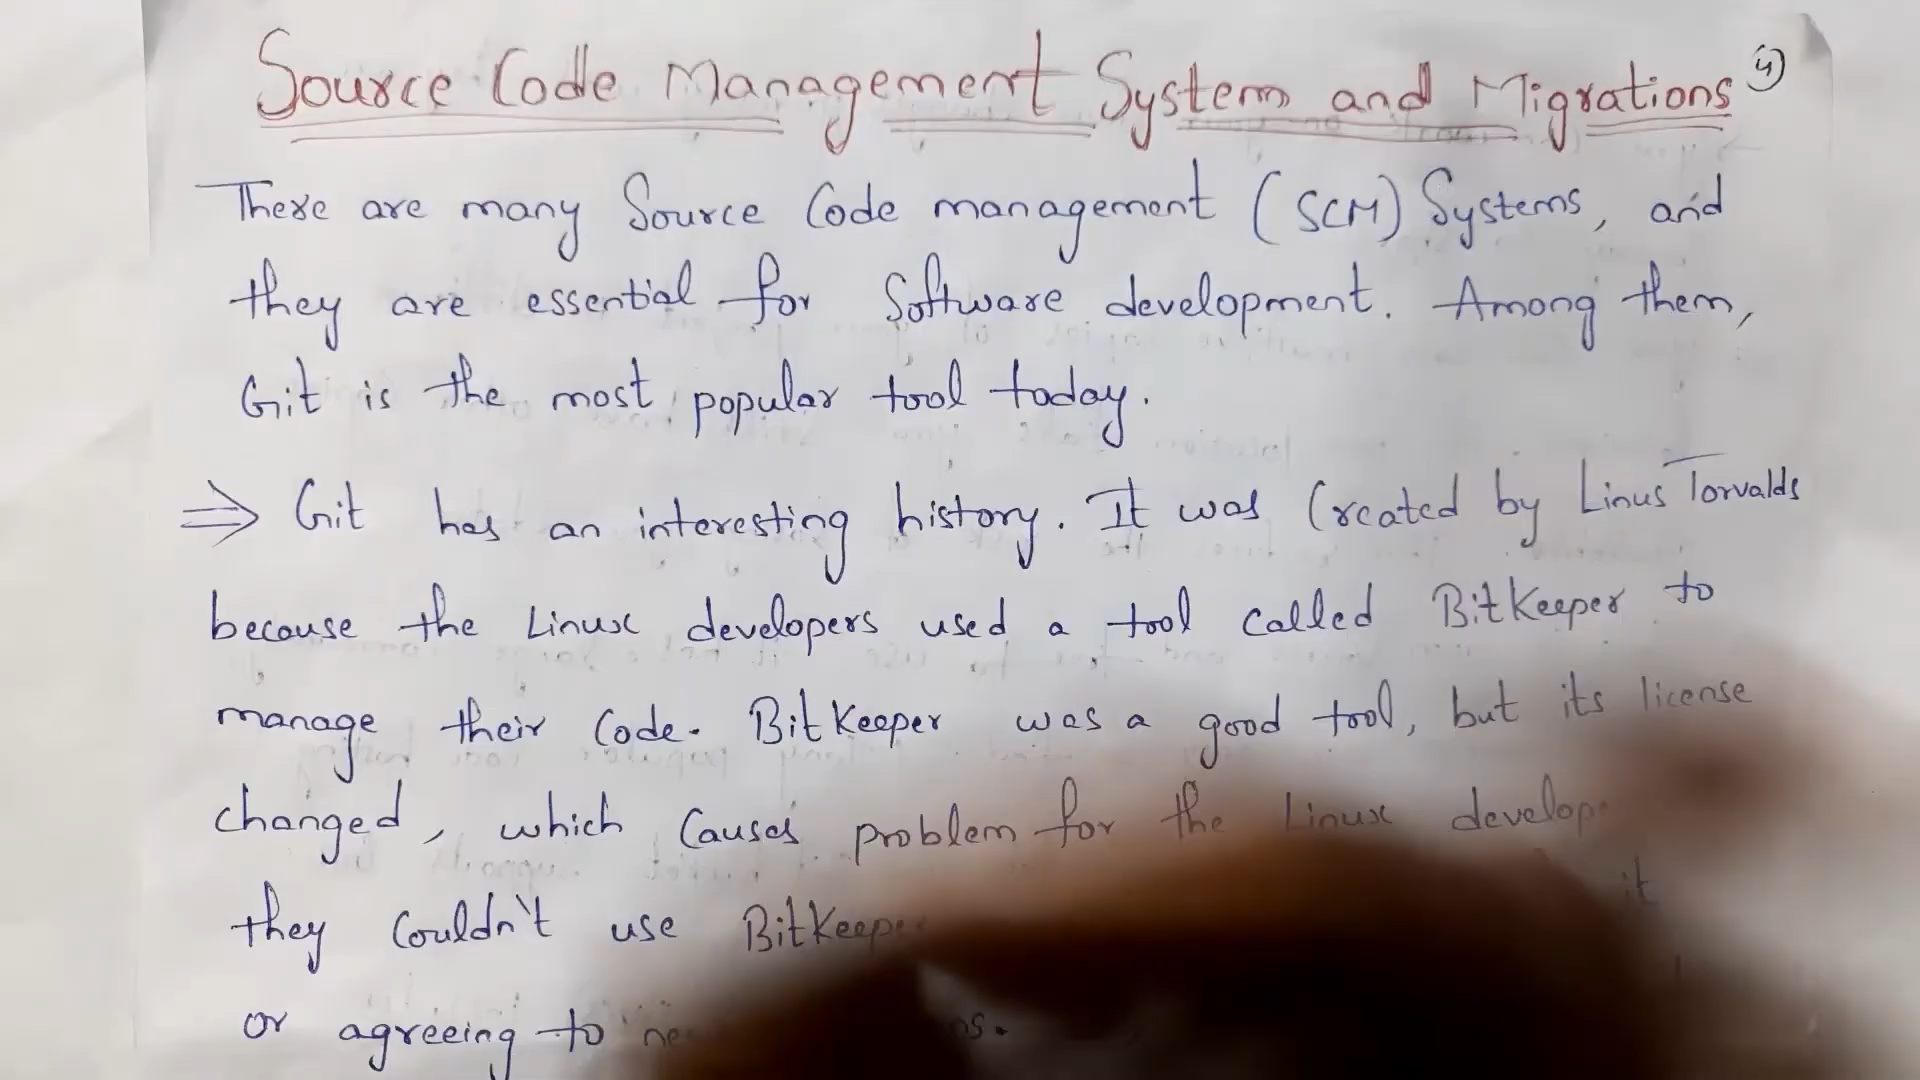 Source Code Management System and Migrations 4)
There are many Source Code management (SCM) Systems, and
they are essential for Software development. Among them,
Git is the most popular tool today.
⇒ Git has an interesting history. It was Created by Linus Torvalds
because the Linux developers used a tool called BitKeeper to
manage their Code. BitKeeper was a good tool, but its license
changed, which Causes problem for the Linux
they Couldn't use it
or agreeing to